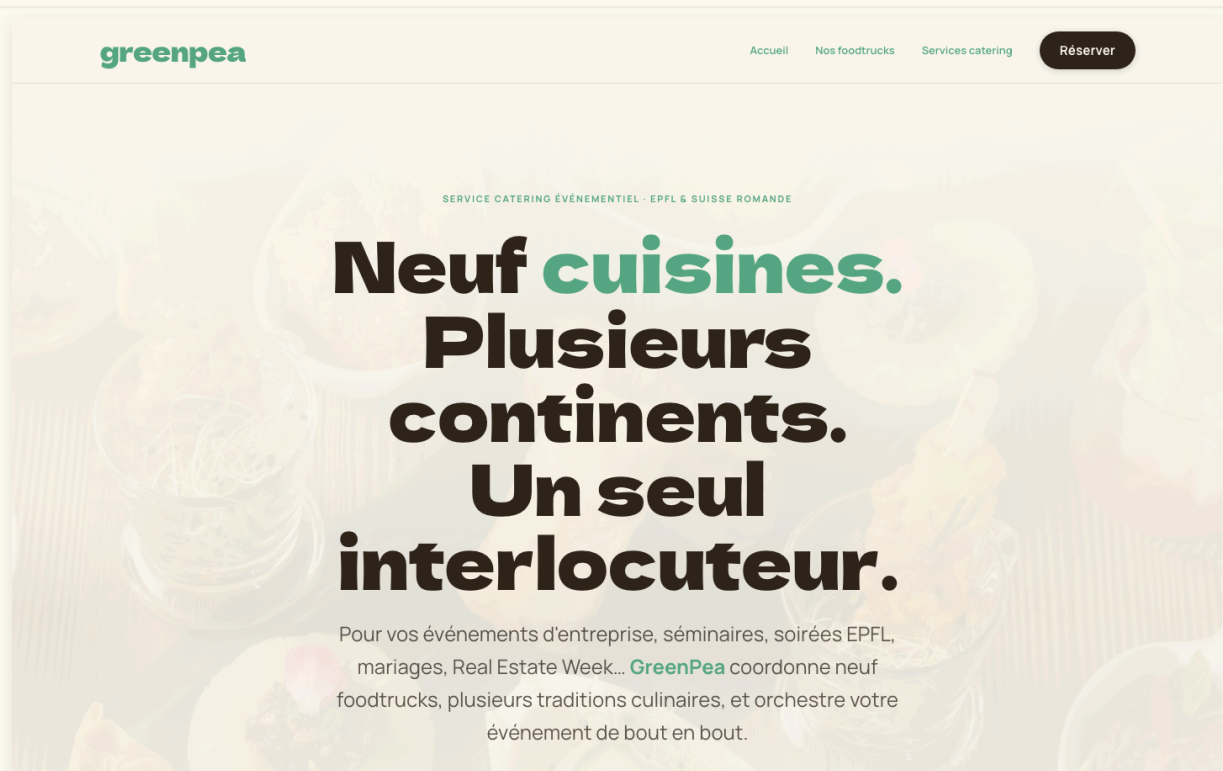 greenpea
Accueil Nos foodtrucks Services catering Réserver
SERVICE CATERING ÉVÉNEMENTIEL · EPFL & SUISSE ROMANDE
Neuf cuisines.
Plusieurs
continents.
Un seul
interlocuteur.
Pour vos événements d'entreprise, séminaires, soirées EPFL,
mariages, Real Estate Week… GreenPea coordonne neuf
foodtrucks, plusieurs traditions culinaires, et orchestre votre
événement de bout en bout.